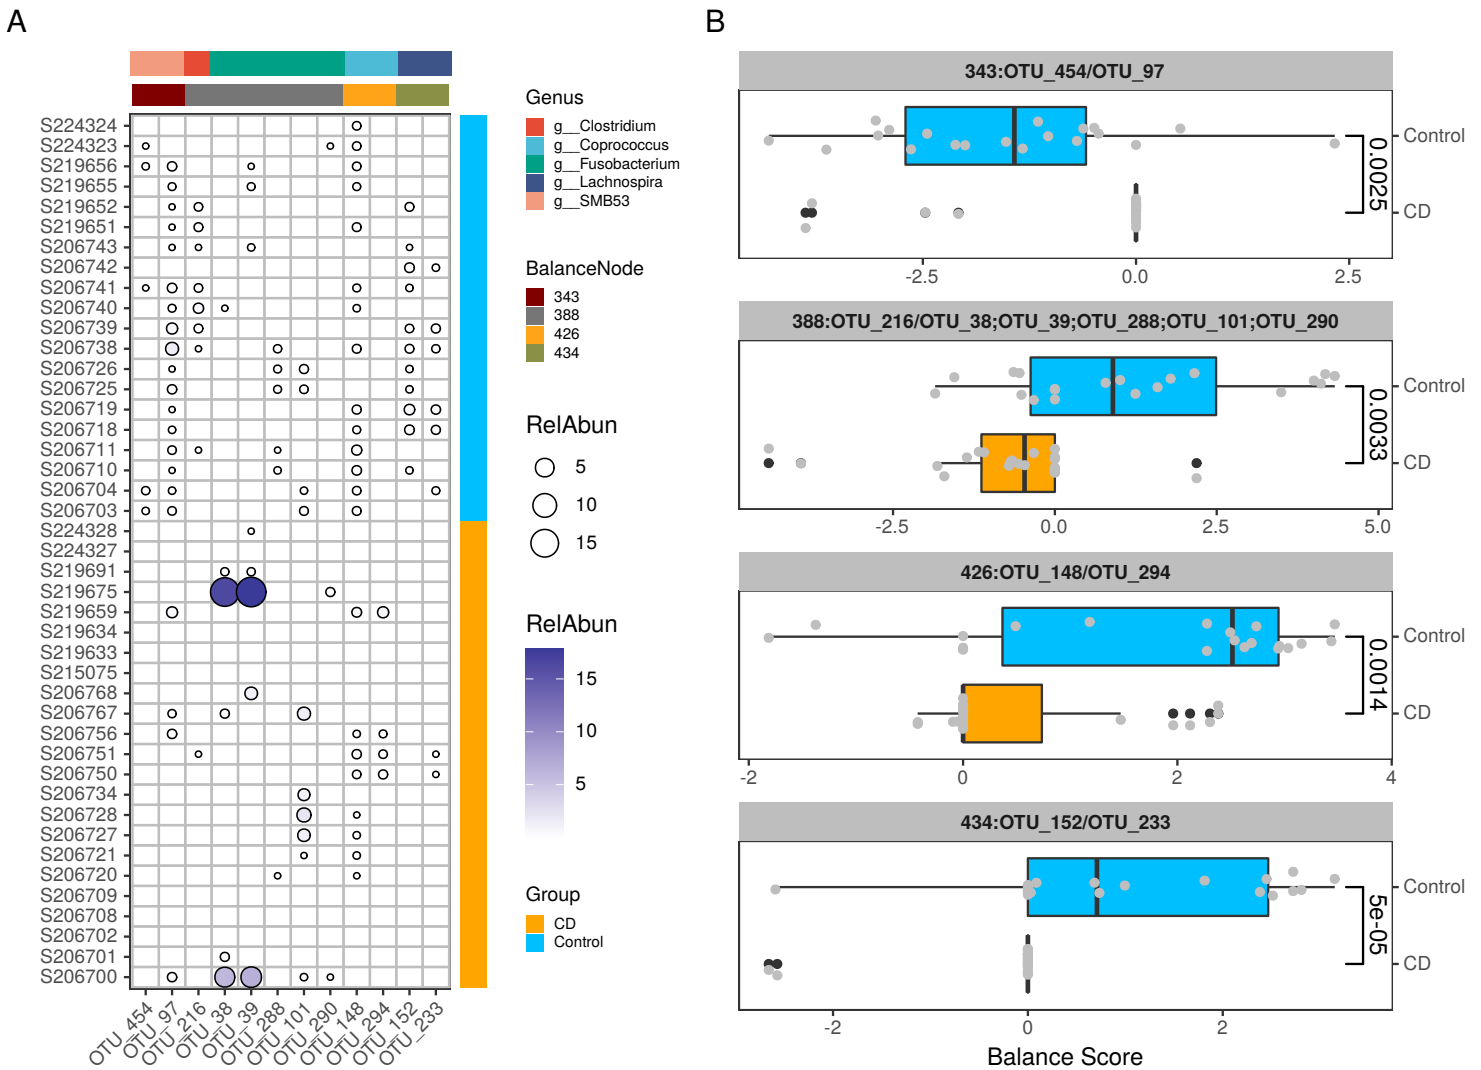 A
S224324
S224323
S219656
S219655
S219652
S219651
S206743
S206742
S206741
S206740
S206739
S206738
S206726
S206725
S206719
S206718
S206711
S206710
S206704
S206703
S224328
S224327
S219691
S219675
S219659
S219634
S219633
S215075
S206768
S206767
S206756
S206751
S206750
S206734
S206728
S206727
S206721
S206720
S206709
S206708
S206702
S206701
S206700
OTU_454
OTU_97
OTU_216
OTU_38
OTU_39
OTU_288
OTU_101
OTU_290
OTU_148
OTU_294
OTU_152
OTU_233
Genus
g__Clostridium
g__Coprococcus
g__Fusobacterium
g__Lachnospira
g__SMB53
BalanceNode
343
388
426
434
RelAbun
5
10
15
RelAbun
15
10
5
Group
CD
Control
B
343:OTU_454/OTU_97
Control
CD
0.0025
-2.5
0.0
2.5
388:OTU_216/OTU_38;OTU_39;OTU_288;OTU_101;OTU_290
Control
CD
0.0033
-2.5
0.0
2.5
5.0
426:OTU_148/OTU_294
Control
CD
0.0014
-2
0
2
4
434:OTU_152/OTU_233
Control
CD
5e-05
-2
0
2
Balance Score